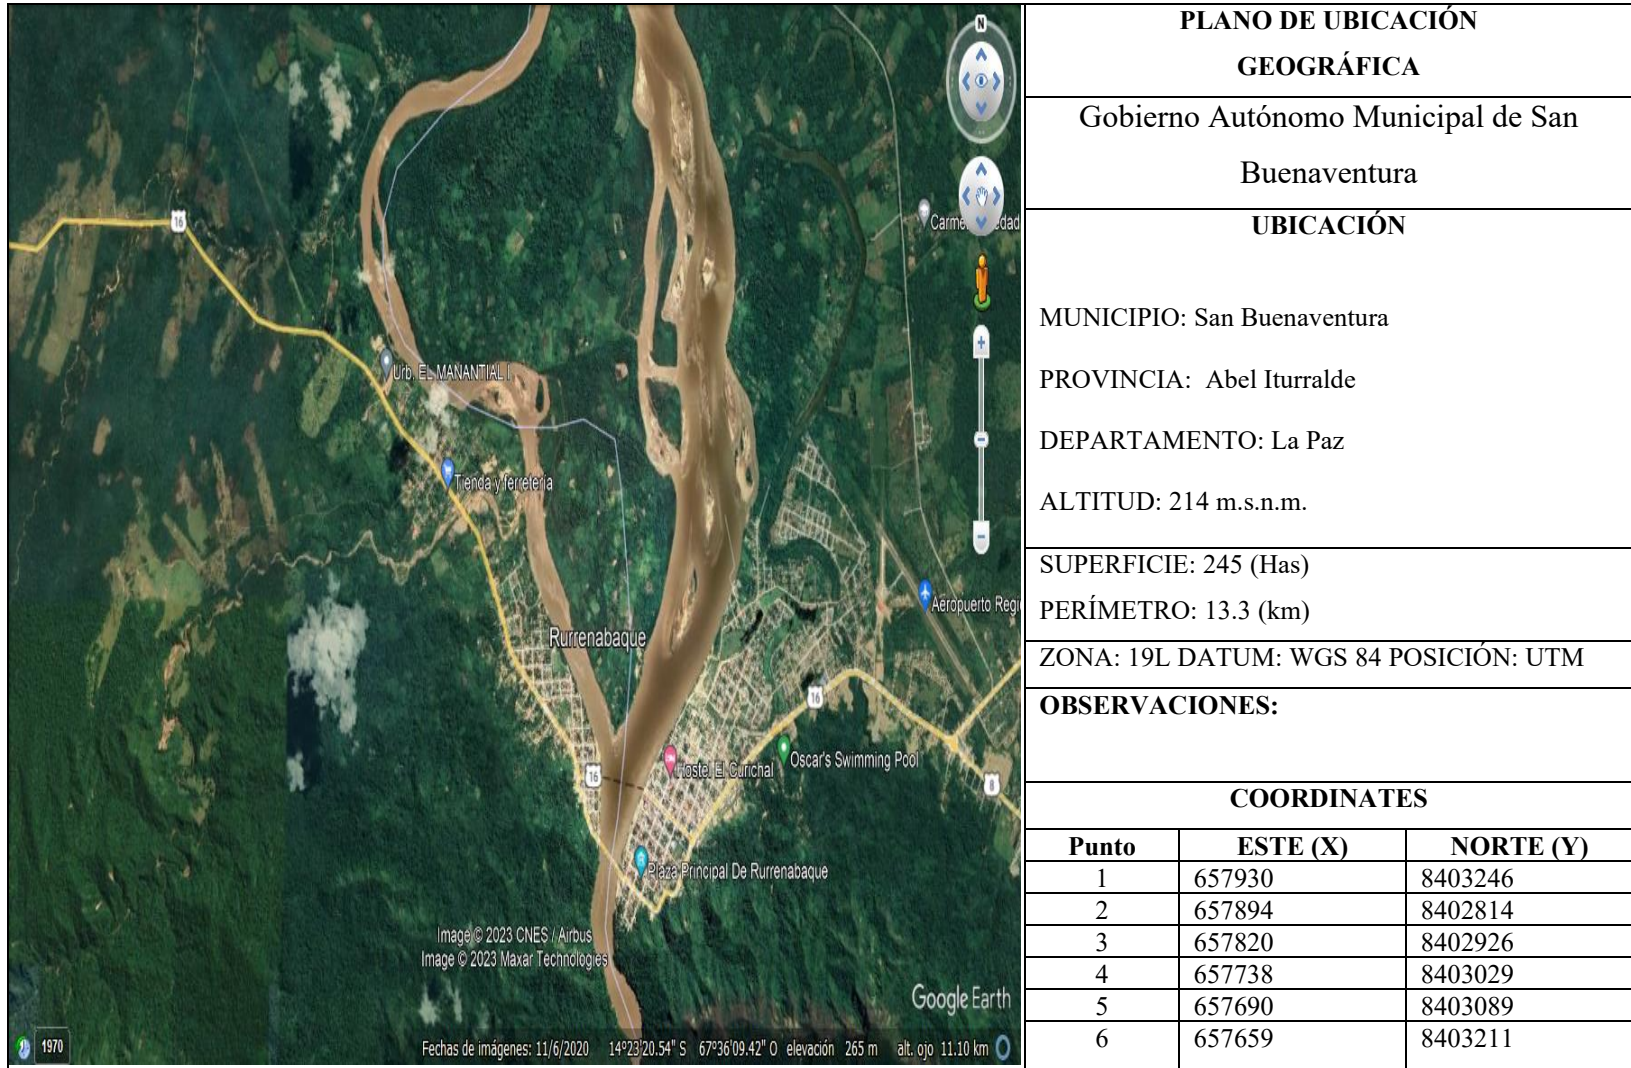 N
16
Urb. EL MANANTIAL I
Tienda y ferretería
Rurrenabaque
Aeropuerto Regi
16
16
Hostel El Curichal
Oscar's Swimming Pool
8
Plaza Principal De Rurrenabaque
Image © 2023 CNES / Airbus
Image © 2023 Maxar Technologies
Google Earth
1970
Fechas de imágenes: 11/6/2020 14°23'20.54" S 67°36'09.42" O elevación 265 m alt. ojo 11.10 km
PLANO DE UBICACIÓN
GEOGRÁFICA
Gobierno Autónomo Municipal de San
Buenaventura
UBICACIÓN
MUNICIPIO: San Buenaventura
PROVINCIA: Abel Iturralde
DEPARTAMENTO: La Paz
ALTITUD: 214 m.s.n.m.
SUPERFICIE: 245 (Has)
PERÍMETRO: 13.3 (km)
ZONA: 19L DATUM: WGS 84 POSICIÓN: UTM
OBSERVACIONES:
COORDINATES
Punto ESTE (X) NORTE (Y)
1 657930 8403246
2 657894 8402814
3 657820 8402926
4 657738 8403029
5 657690 8403089
6 657659 8403211